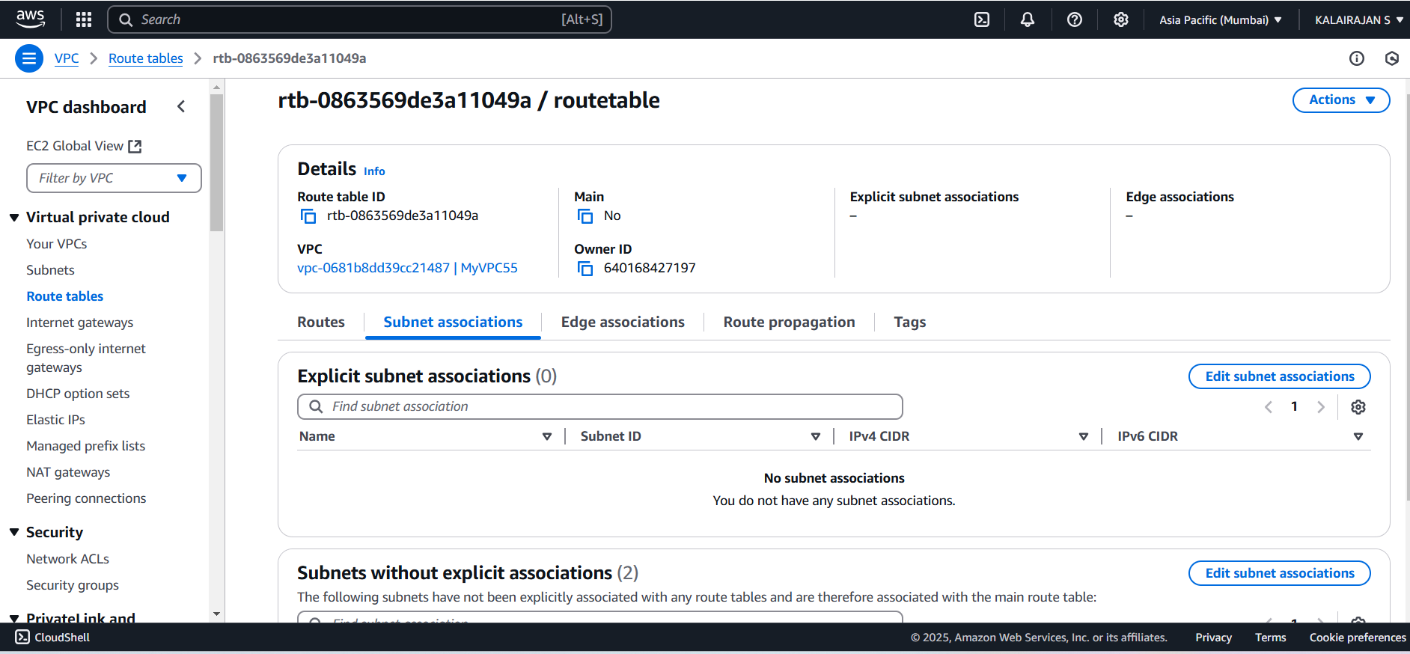 aws Search [Alt+S] Asia Pacific (Mumbai) KALAIRAJAN S
VPC Route tables rtb-0863569de3a11049a
VPC dashboard
EC2 Global View
Filter by VPC
Virtual private cloud
Your VPCs
Subnets
Route tables
Internet gateways
Egress-only internet
gateways
DHCP option sets
Elastic IPs
Managed prefix lists
NAT gateways
Peering connections
Security
Network ACLs
Security groups
PrivateLink and
rtb-0863569de3a11049a / routetable
Actions
Details Info
Route table ID
rtb-0863569de3a11049a
VPC
vpc-0681b8dd39cc21487 | MyVPC55
Main
No
Owner ID
640168427197
Explicit subnet associations
–
Edge associations
–
Routes Subnet associations Edge associations Route propagation Tags
Explicit subnet associations (0)
Edit subnet associations
Find subnet association
1
Name Subnet ID IPv4 CIDR IPv6 CIDR
No subnet associations
You do not have any subnet associations.
Subnets without explicit associations (2)
Edit subnet associations
The following subnets have not been explicitly associated with any route tables and are therefore associated with the main route table:
Find subnet association
1
CloudShell © 2025, Amazon Web Services, Inc. or its affiliates. Privacy Terms Cookie preferences